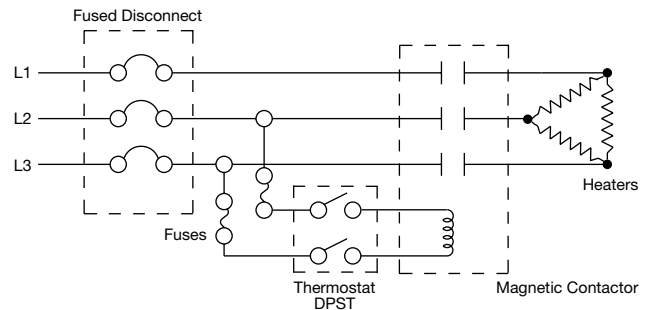 Fused Disconnect
L1
L2
L3
Heaters
Fuses
Thermostat
DPST
Magnetic Contactor